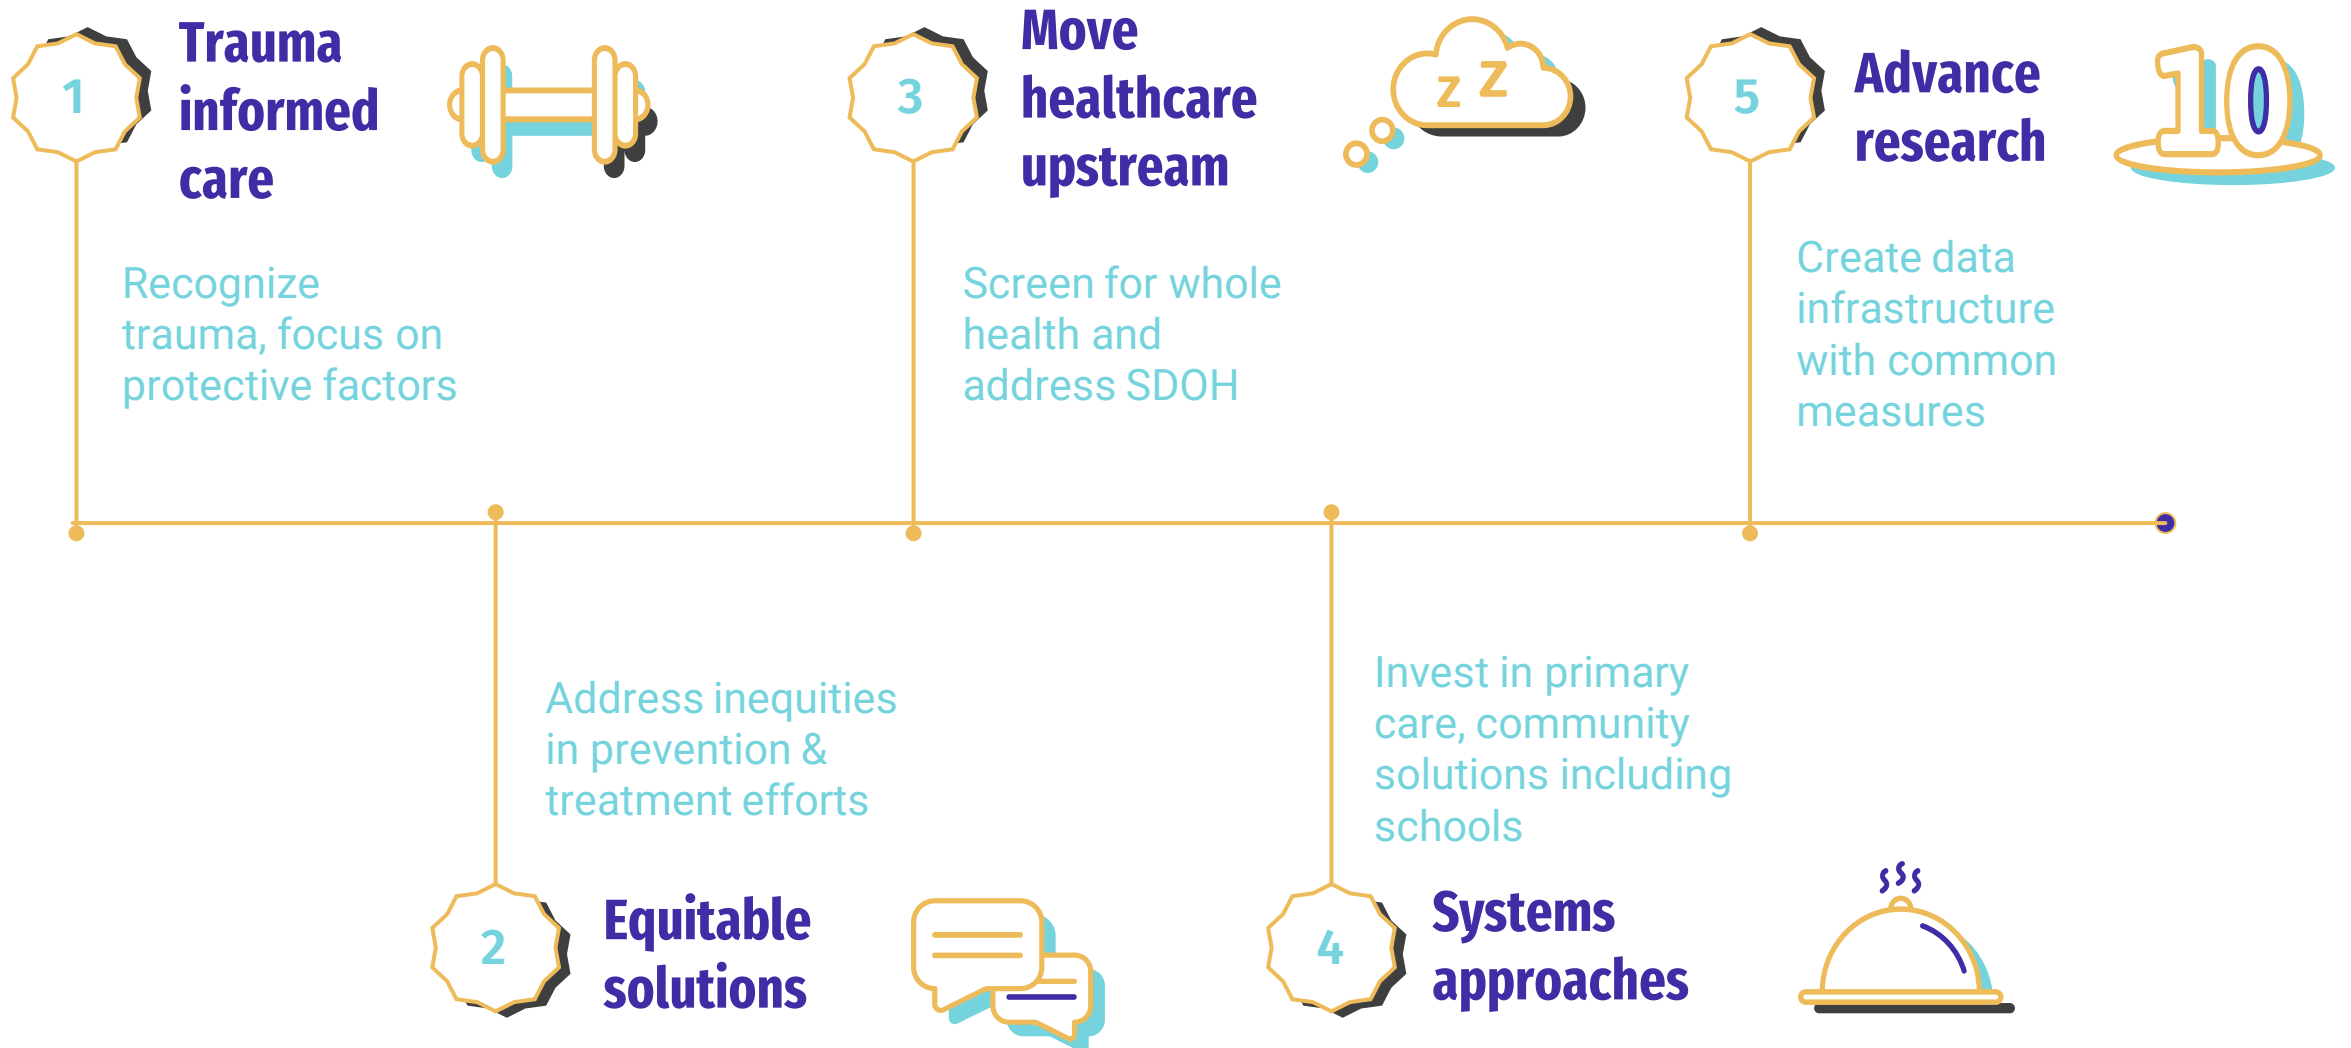 1
Trauma
informed
care
Recognize
trauma, focus on
protective factors
2
Address inequities
in prevention &
treatment efforts
Equitable
solutions
3
Move
healthcare
upstream
z z
Screen for whole
health and
address SDOH
4
Invest in primary
care, community
solutions including
schools
Systems
approaches
5
Advance
research
10
Create data
infrastructure
with common
measures